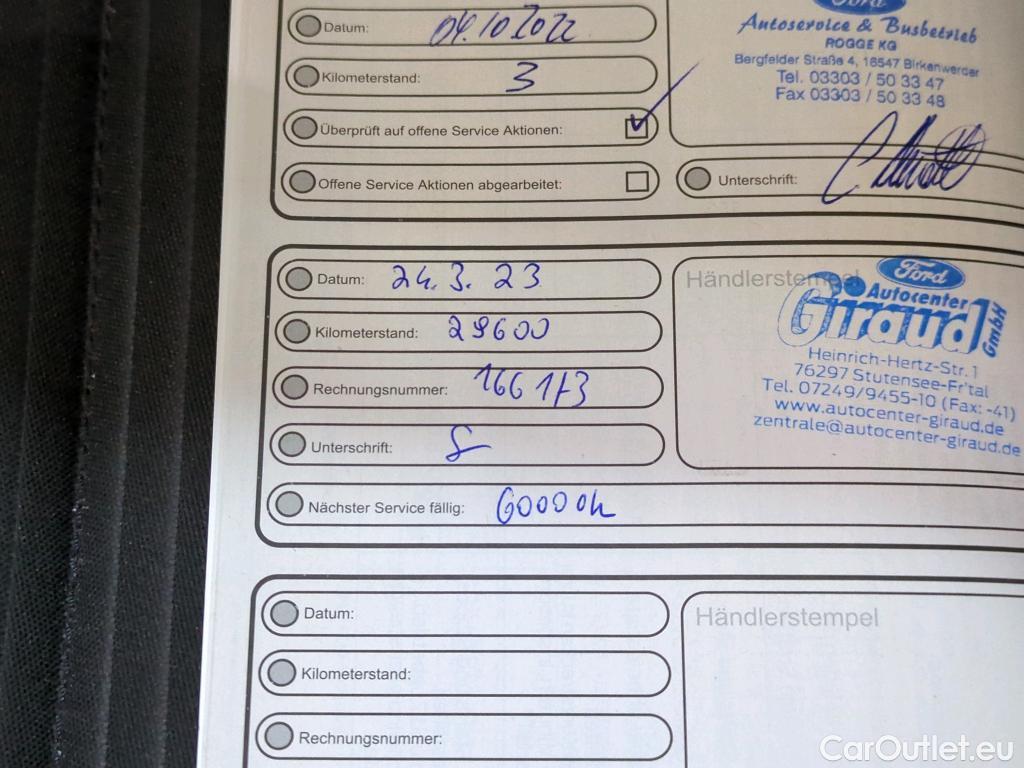 Ford
Autoservice & Busbetrieb
ROGGE KG
Bergfelder Straße 4, 16547 Birkenwerder
Tel. 03303 / 50 33 47
Fax 03303 / 50 33 48
Datum: 04.10.2022
Kilometerstand: 3
Überprüft auf offene Service Aktionen:
Offene Service Aktionen abgearbeitet:
Unterschrift:
Datum: 24.3.23
Kilometerstand: 29600
Rechnungsnummer: 166173
Unterschrift:
Nächster Service fällig: 60000
Händlerstempel
Ford
Autocenter
Giraud GmbH
Heinrich-Hertz-Str. 1
76297 Stutensee-Fr'tal
Tel. 07249/9455-10 (Fax: -41)
www.autocenter-giraud.de
zentrale@autocenter-giraud.de
Datum:
Kilometerstand:
Rechnungsnummer:
Händlerstempel
CarOutlet.eu